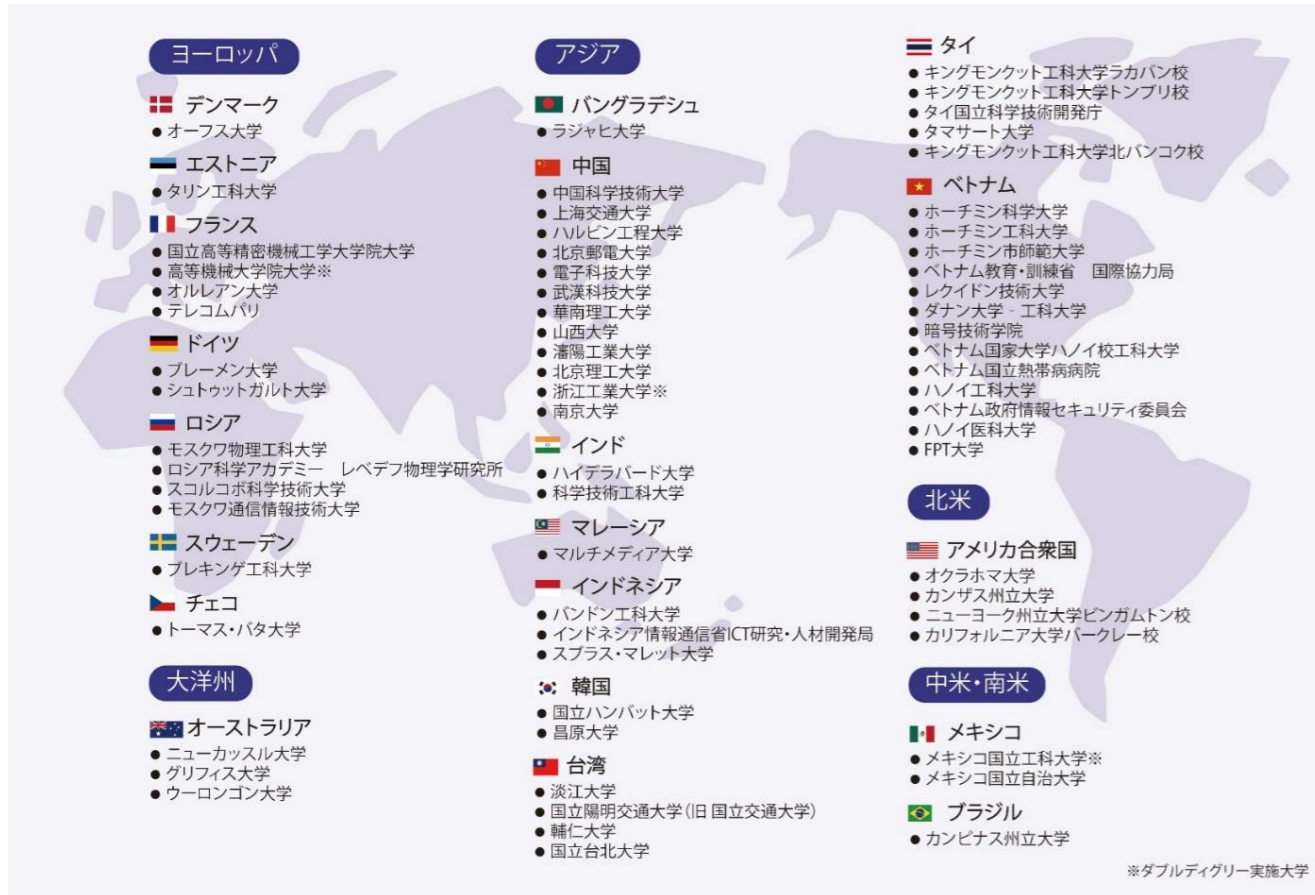 ヨーロッパ
デンマーク
● オーフス大学
エストニア
● タリン工科大学
フランス
● 国立高等精密機械工学大学院大学
● 高等機械大学院大学※
● オルレアン大学
● テレコムパリ
ドイツ
● ブレーメン大学
● シュトゥットガルト大学
ロシア
● モスクワ物理工科大学
● ロシア科学アカデミー　レベデフ物理学研究所
● スコルコボ科学技術大学
● モスクワ通信情報技術大学
スウェーデン
● ブレキンゲ工科大学
チェコ
● トーマス・バタ大学
大洋州
オーストラリア
● ニューカッスル大学
● グリフィス大学
● ウーロンゴン大学
アジア
バングラデシュ
● ラジャヒ大学
中国
● 中国科学技術大学
● 上海交通大学
● ハルビン工程大学
● 北京郵電大学
● 電子科技大学
● 武漢科技大学
● 華南理工大学
● 山西大学
● 瀋陽工業大学
● 北京理工大学
● 浙江工業大学※
● 南京大学
インド
● ハイデラバード大学
● 科学技術工科大学
マレーシア
● マルチメディア大学
インドネシア
● バンドン工科大学
● インドネシア情報通信省ICT研究・人材開発局
● スブラス・マレット大学
韓国
● 国立ハンバット大学
● 昌原大学
台湾
● 淡江大学
● 国立陽明交通大学（旧 国立交通大学）
● 輔仁大学
● 国立台北大学
タイ
● キングモンクット工科大学ラカバン校
● キングモンクット工科大学トンブリ校
● タイ国立科学技術開発庁
● タマサート大学
● キングモンクット工科大学北バンコク校
ベトナム
● ホーチミン科学大学
● ホーチミン工科大学
● ホーチミン市師範大学
● ベトナム教育・訓練省　国際協力局
● レクイドン技術大学
● ダナン大学 - 工科大学
● 暗号技術学院
● ベトナム国家大学ハノイ校工科大学
● ベトナム国立熱帯病病院
● ハノイ工科大学
● ベトナム政府情報セキュリティ委員会
● ハノイ医科大学
● FPT大学
北米
アメリカ合衆国
● オクラホマ大学
● カンザス州立大学
● ニューヨーク州立大学ビンガムトン校
● カリフォルニア大学バークレー校
中米・南米
メキシコ
● メキシコ国立工科大学※
● メキシコ国立自治大学
ブラジル
● カンピナス州立大学
※ダブルディグリー実施大学